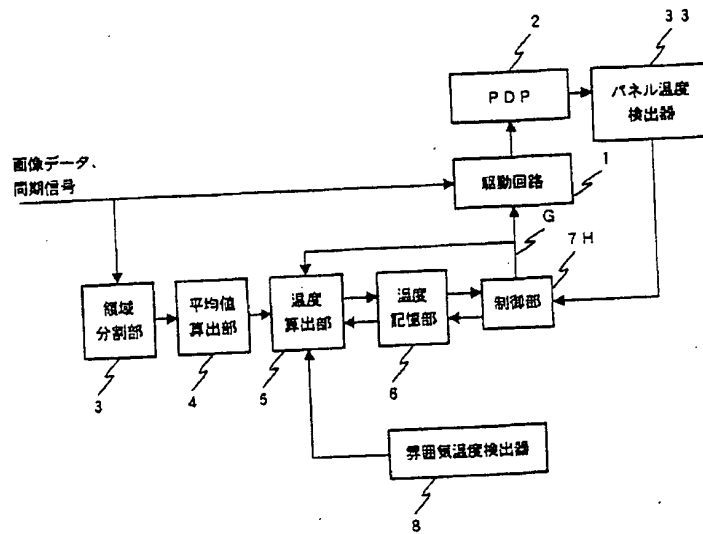 2
33
PDP
パネル温度
検出器
画像データ、
同期信号
駆動回路
1
G
7H
領域
分割部
平均値
算出部
温度
算出部
温度
記憶部
制御部
3
4
5
6
雰囲気温度検出器
8